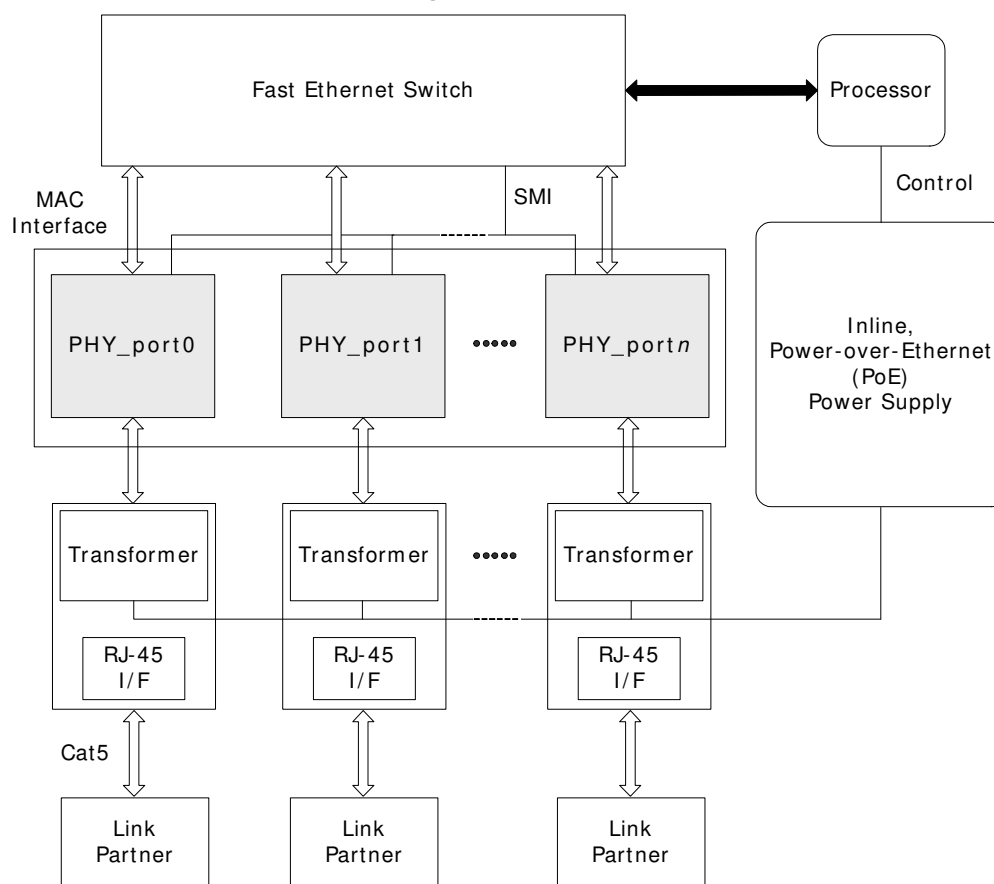 Fast Ethernet Switch
Processor
MAC
Interface
SMI
Control
PHY_port0
PHY_port1
PHY_portn
Inline,
Power-over-Ethernet
(PoE)
Power Supply
Transformer
Transformer
Transformer
RJ-45
I/F
RJ-45
I/F
RJ-45
I/F
Cat5
Link
Partner
Link
Partner
Link
Partner